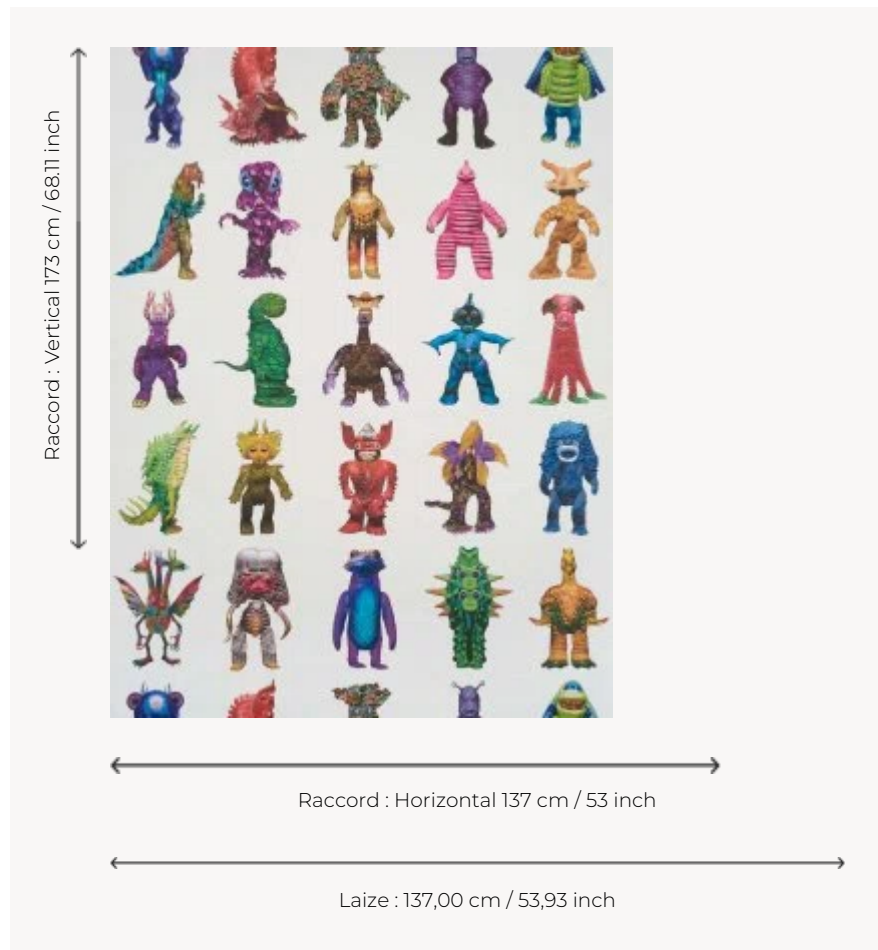 Raccord : Vertical 173 cm / 68.11 inch
Raccord : Horizontal 137 cm / 53 inch
Laize : 137,00 cm / 53,93 inch